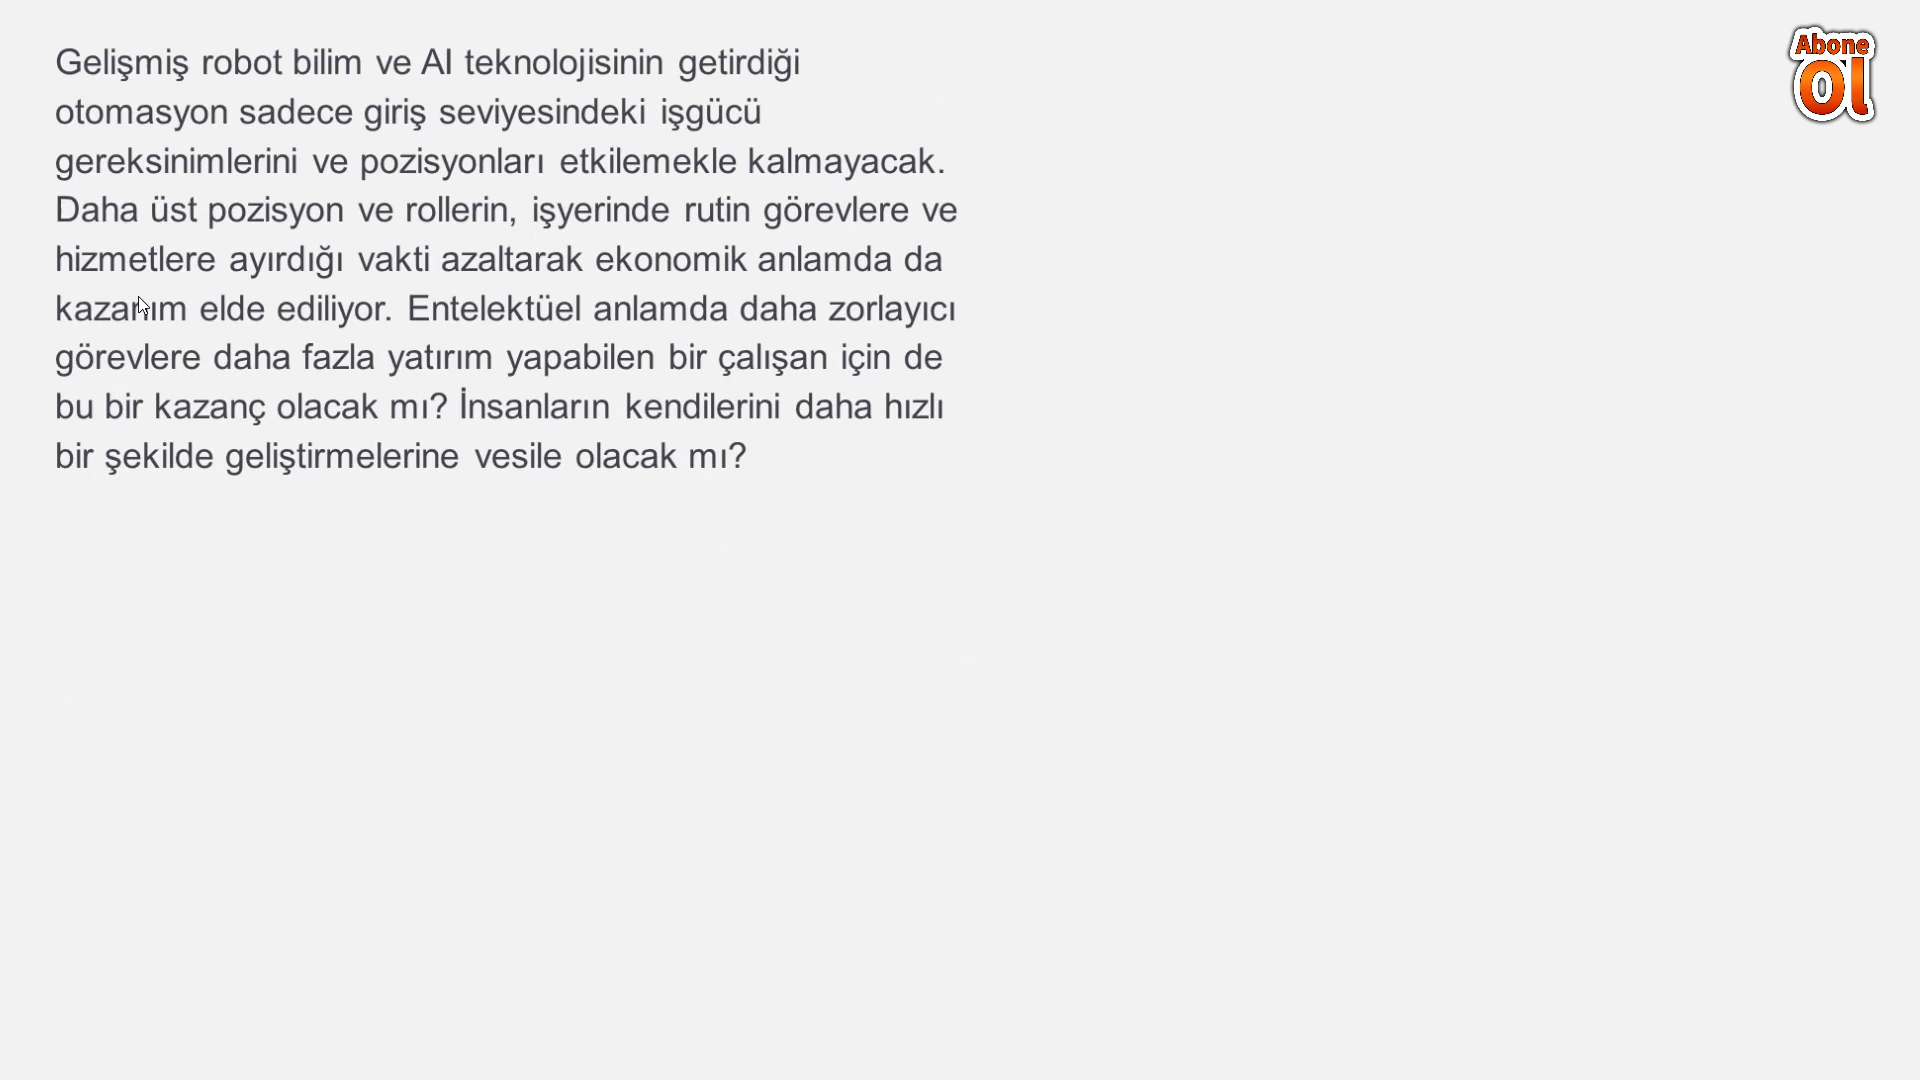 Gelişmiş robot bilim ve AI teknolojisinin getirdiği
otomasyon sadece giriş seviyesindeki işgücü
gereksinimlerini ve pozisyonları etkilemekle kalmayacak.
Daha üst pozisyon ve rollerin, işyerinde rutin görevlere ve
hizmetlere ayırdığı vakti azaltarak ekonomik anlamda da
kazanım elde ediliyor. Entelektüel anlamda daha zorlayıcı
görevlere daha fazla yatırım yapabilen bir çalışan için de
bu bir kazanç olacak mı? İnsanların kendilerini daha hızlı
bir şekilde geliştirmelerine vesile olacak mı?
Abone
Ol